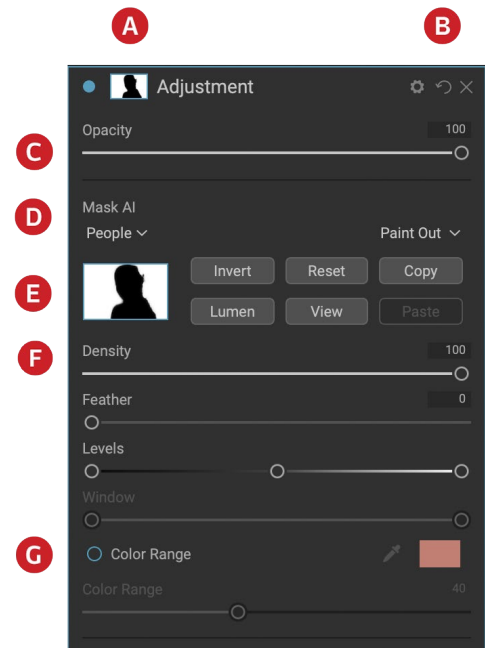 A B
Adjustment
Opacity 100
C
D Mask AI
People Paint Out
E Invert Reset Copy
Lumen View Paste
F Density 100
Feather 0
Levels
Window
G Color Range
Color Range 40